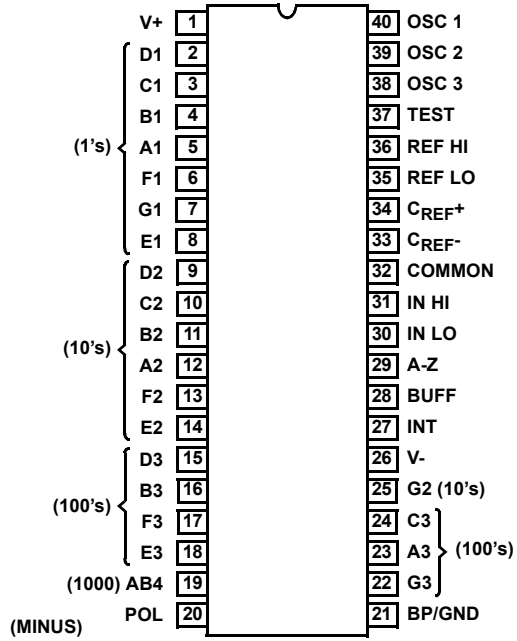 V+ 1 40 OSC 1
D1 2 39 OSC 2
C1 3 38 OSC 3
B1 4 37 TEST
(1's) A1 5 36 REF HI
F1 6 35 REF LO
G1 7 34 CREF+
E1 8 33 CREF-
D2 9 32 COMMON
C2 10 31 IN HI
B2 11 30 IN LO
(10's) A2 12 29 A-Z
F2 13 28 BUFF
E2 14 27 INT
D3 15 26 V-
B3 16 25 G2 (10's)
(100's) F3 17 24 C3
E3 18 23 A3 (100's)
(1000) AB4 19 22 G3
(MINUS) POL 20 21 BP/GND